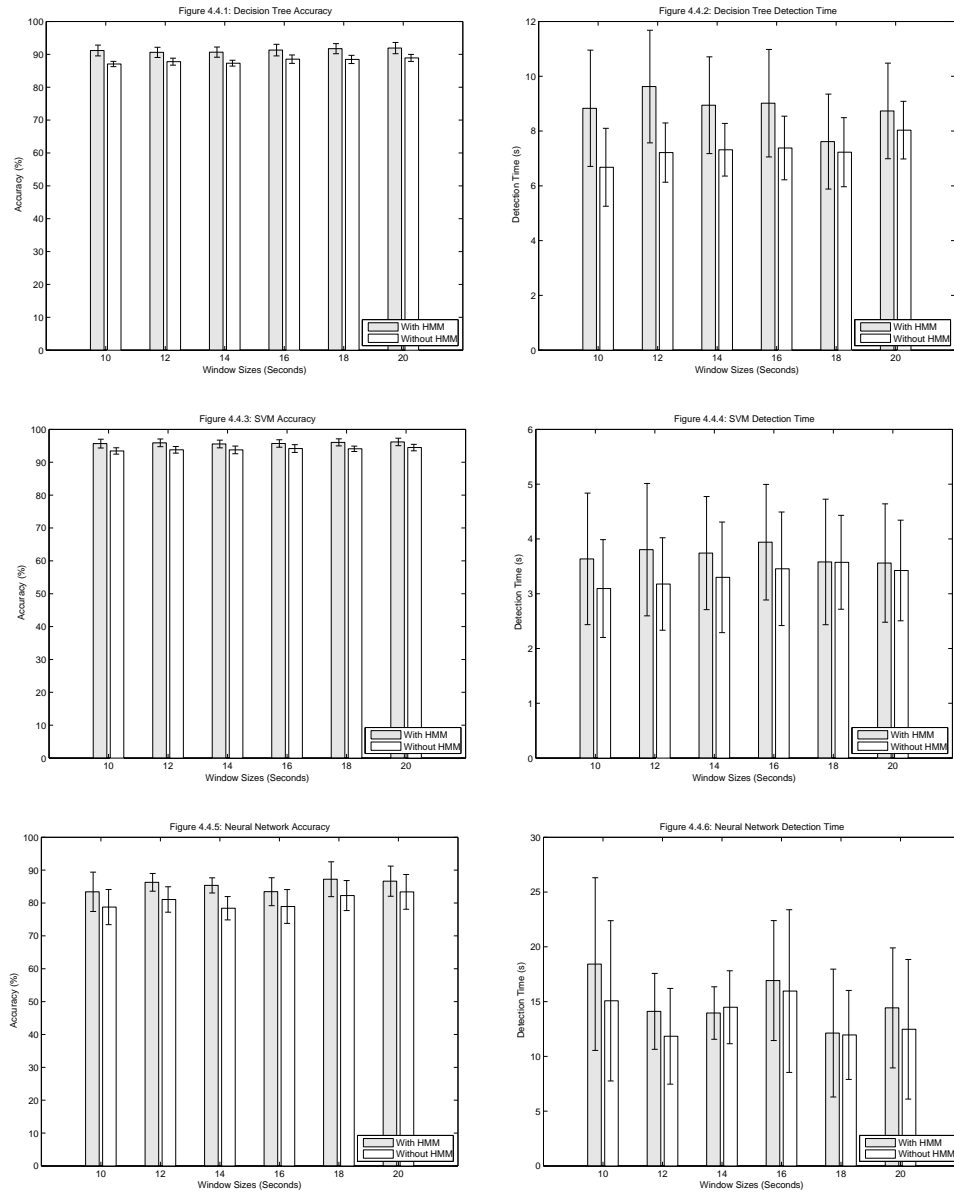 Figure 4.4.1: Decision Tree Accuracy
100
90
80
70
60
50
40
30
20
10
0
Accuracy (%)
10 12 14 16 18 20
Window Sizes (Seconds)
With HMM
Without HMM
Figure 4.4.2: Decision Tree Detection Time
12
10
8
6
4
2
0
Detection Time (s)
10 12 14 16 18 20
Window Sizes (Seconds)
With HMM
Without HMM
Figure 4.4.3: SVM Accuracy
100
90
80
70
60
50
40
30
20
10
0
Accuracy (%)
10 12 14 16 18 20
Window Sizes (Seconds)
With HMM
Without HMM
Figure 4.4.4: SVM Detection Time
6
5
4
3
2
1
0
Detection Time (s)
10 12 14 16 18 20
Window Sizes (Seconds)
With HMM
Without HMM
Figure 4.4.5: Neural Network Accuracy
100
90
80
70
60
50
40
30
20
10
0
Accuracy (%)
10 12 14 16 18 20
Window Sizes (Seconds)
With HMM
Without HMM
Figure 4.4.6: Neural Network Detection Time
30
25
20
15
10
5
0
Detection Time (s)
10 12 14 16 18 20
Window Sizes (Seconds)
With HMM
Without HMM